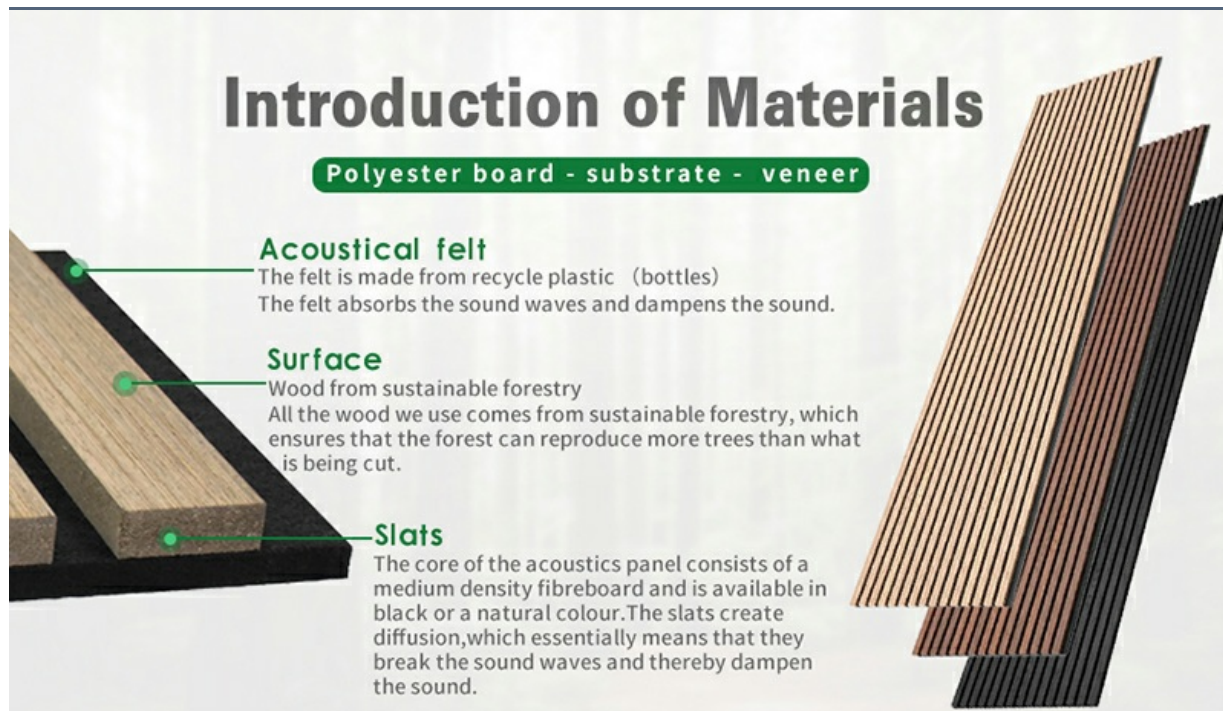 Introduction of Materials
Polyester board - substrate - veneer
Acoustical felt
The felt is made from recycle plastic （bottles）
The felt absorbs the sound waves and dampens the sound.
Surface
Wood from sustainable forestry
All the wood we use comes from sustainable forestry, which
ensures that the forest can reproduce more trees than what
is being cut.
Slats
The core of the acoustics panel consists of a
medium density fibreboard and is available in
black or a natural colour.The slats create
diffusion,which essentially means that they
break the sound waves and thereby dampen
the sound.